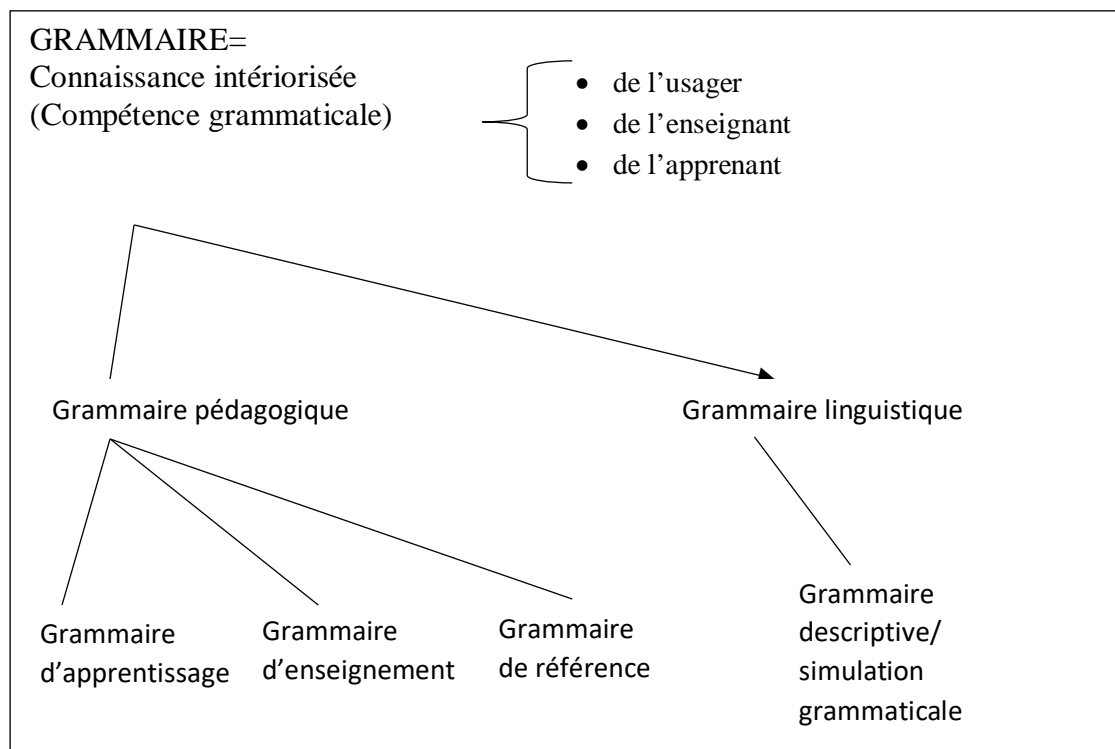 GRAMMAIRE=
Connaissance intériorisée
(Compétence grammaticale)
• de l’usager
• de l’enseignant
• de l’apprenant
Grammaire pédagogique
Grammaire linguistique
Grammaire
d’apprentissage
Grammaire
d’enseignement
Grammaire
de référence
Grammaire
descriptive/
simulation
grammaticale